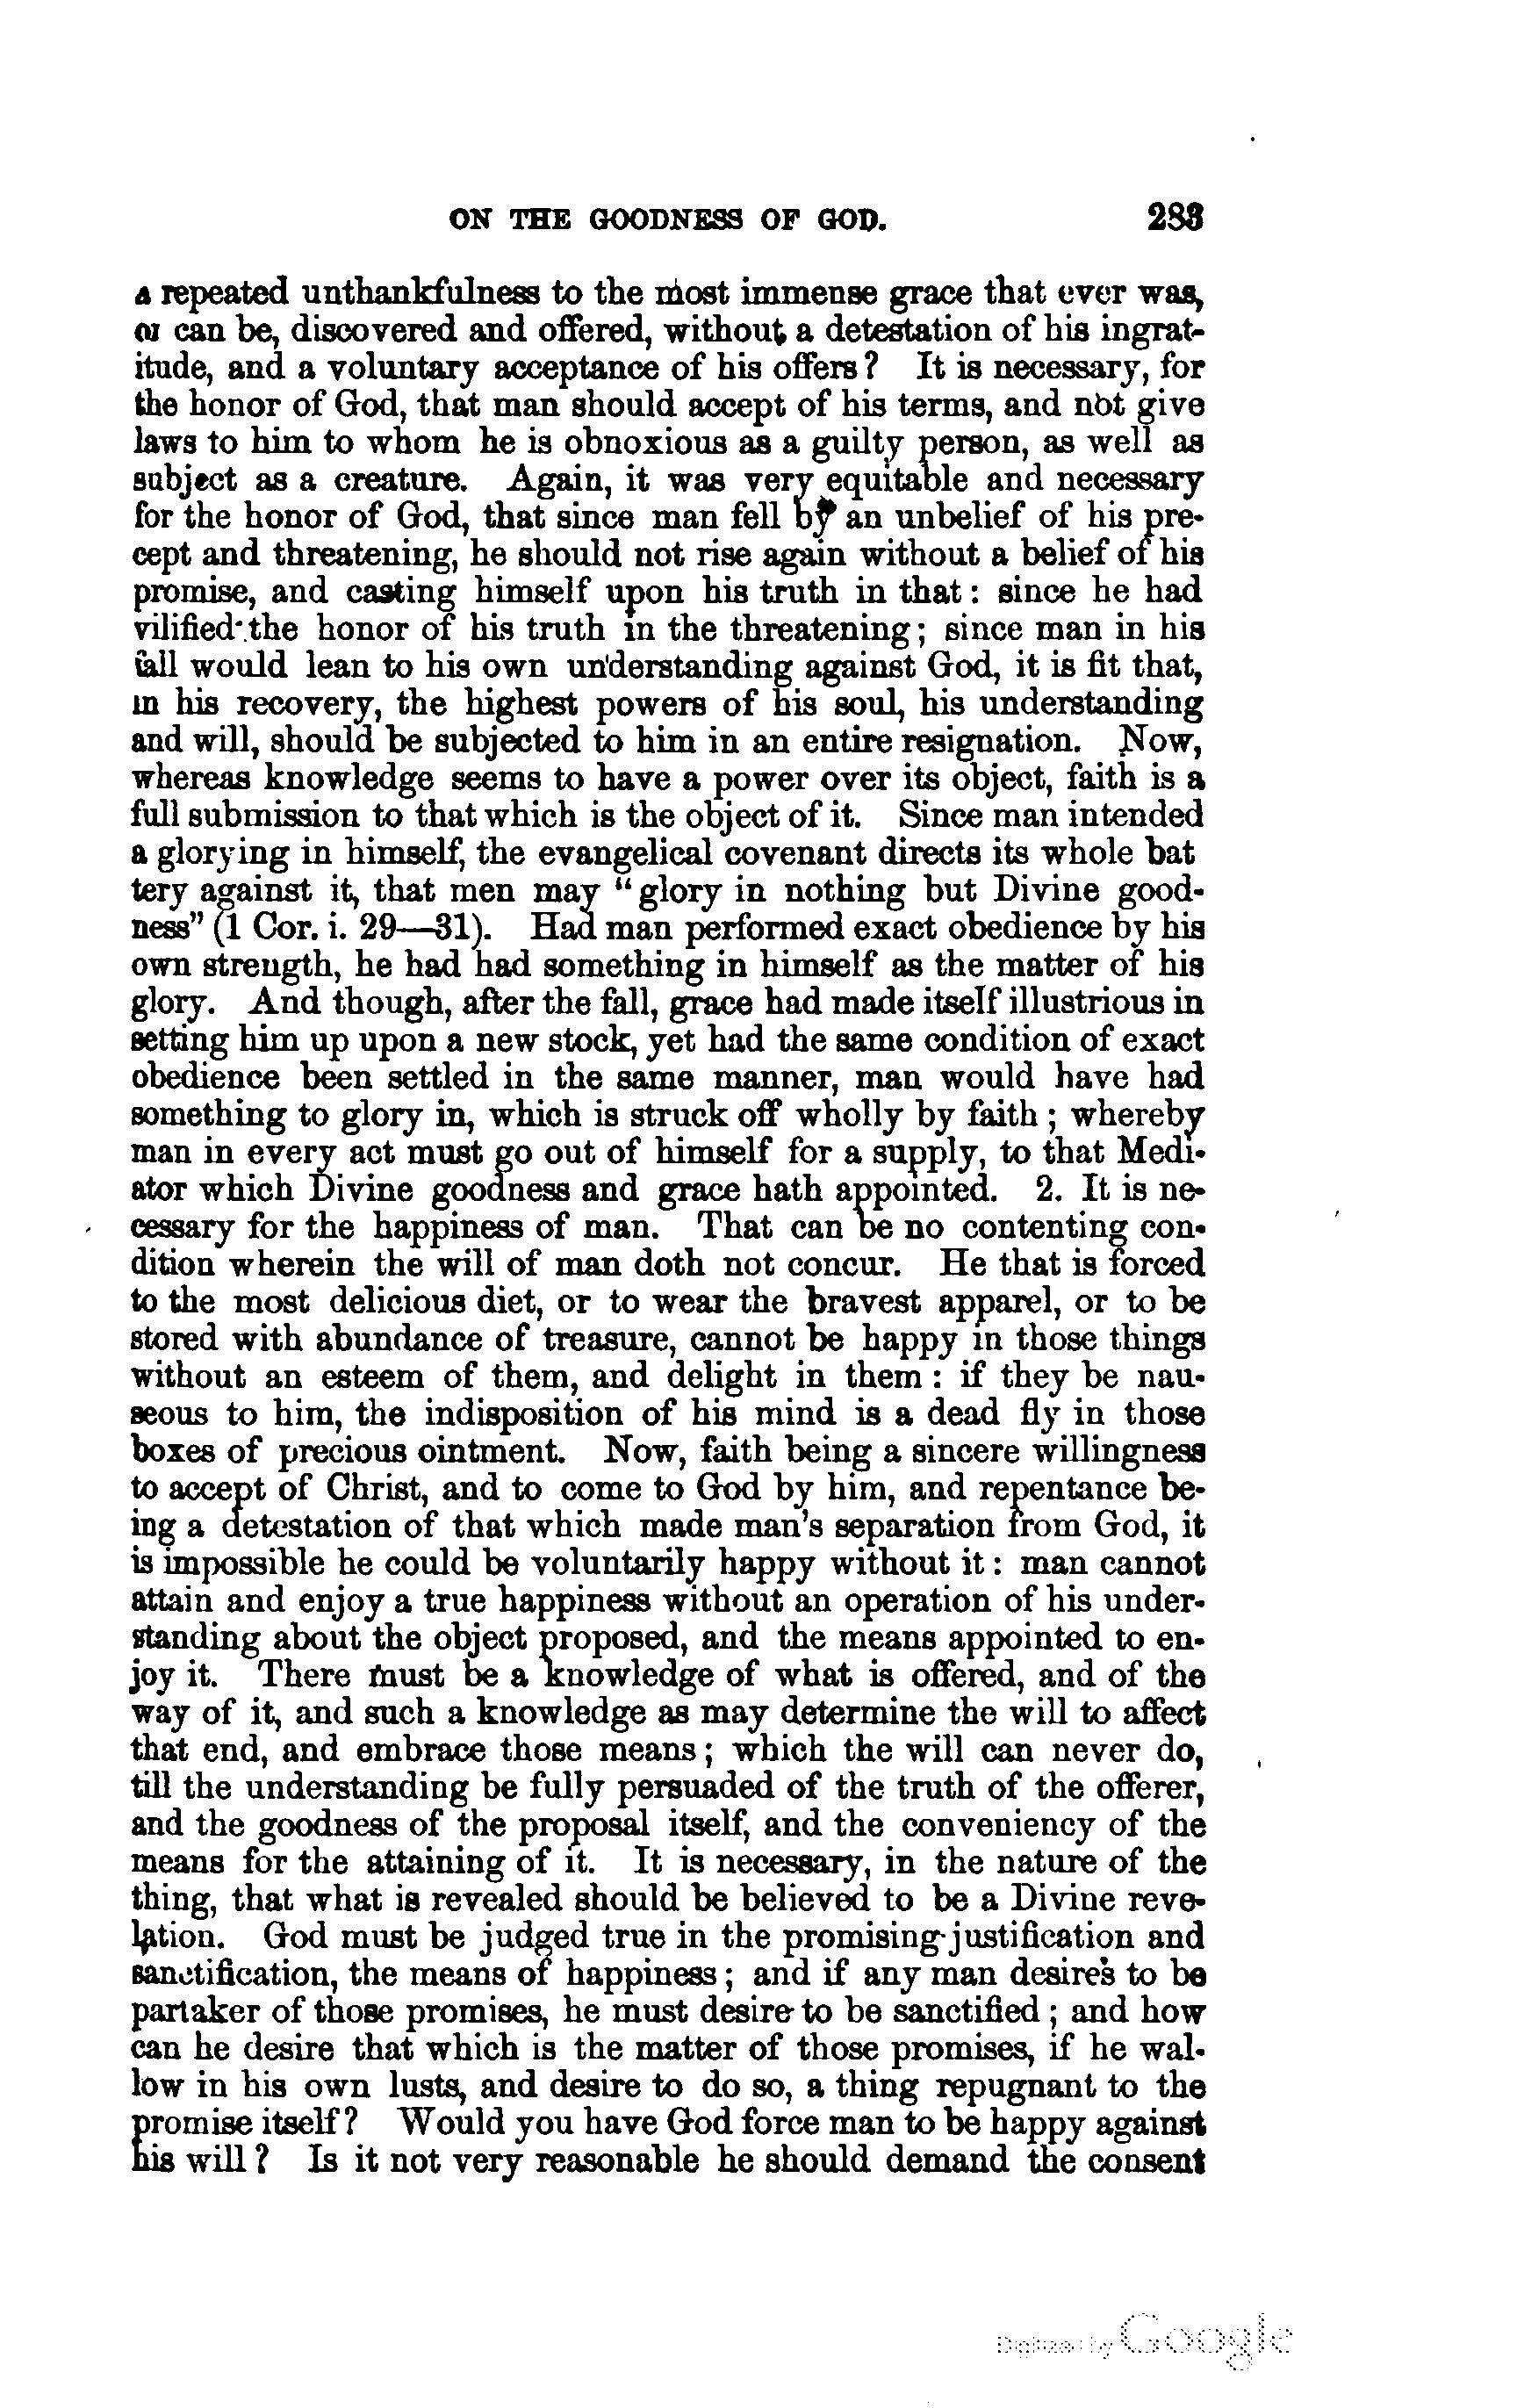 ON THE GOODNESS OF GOD. 283
a repeated unthankfulness to the most immense grace that ever was,
or can be, discovered and offered, without a detestation of his ingrat-
itude, and a voluntary acceptance of his offers? It is necessary, for
the honor of God, that man should accept of his terms, and not give
laws to him to whom he is obnoxious as a guilty person, as well as
subject as a creature. Again, it was very equitable and necessary
for the honor of God, that since man fell by an unbelief of his pre-
cept and threatening, he should not rise again without a belief of his
promise, and casting himself upon his truth in that: since he had
vilified the honor of his truth in the threatening; since man in his
fall would lean to his own understanding against God, it is fit that,
in his recovery, the highest powers of his soul, his understanding
and will, should be subjected to him in an entire resignation. Now,
whereas knowledge seems to have a power over its object, faith is a
full submission to that which is the object of it. Since man intended
a glorying in himself, the evangelical covenant directs its whole bat
tery against it, that men may "glory in nothing but Divine good-
ness" (1 Cor. i. 29—31). Had man performed exact obedience by his
own strength, he had had something in himself as the matter of his
glory. And though, after the fall, grace had made itself illustrious in
setting him up upon a new stock, yet had the same condition of exact
obedience been settled in the same manner, man would have had
something to glory in, which is struck off wholly by faith; whereby
man in every act must go out of himself for a supply, to that Medi-
ator which Divine goodness and grace hath appointed. 2. It is ne-
cessary for the happiness of man. That can be no contenting con-
dition wherein the will of man doth not concur. He that is forced
to the most delicious diet, or to wear the bravest apparel, or to be
stored with abundance of treasure, cannot be happy in those things
without an esteem of them, and delight in them: if they be nau-
seous to him, the indisposition of his mind is a dead fly in those
boxes of precious ointment. Now, faith being a sincere willingness
to accept of Christ, and to come to God by him, and repentance be-
ing a detestation of that which made man's separation from God, it
is impossible he could be voluntarily happy without it: man cannot
attain and enjoy a true happiness without an operation of his under-
standing about the object proposed, and the means appointed to en-
joy it. There must be a knowledge of what is offered, and of the
way of it, and such a knowledge as may determine the will to affect
that end, and embrace those means; which the will can never do,
till the understanding be fully persuaded of the truth of the offerer,
and the goodness of the proposal itself, and the conveniency of the
means for the attaining of it. It is necessary, in the nature of the
thing, that what is revealed should be believed to be a Divine reve-
lation. God must be judged true in the promising justification and
sanctification, the means of happiness; and if any man desires to be
partaker of those promises, he must desire to be sanctified; and how
can he desire that which is the matter of those promises, if he wal-
low in his own lusts, and desire to do so, a thing repugnant to the
promise itself? Would you have God force man to be happy against
his will? Is it not very reasonable he should demand the consent
Digitized by Google